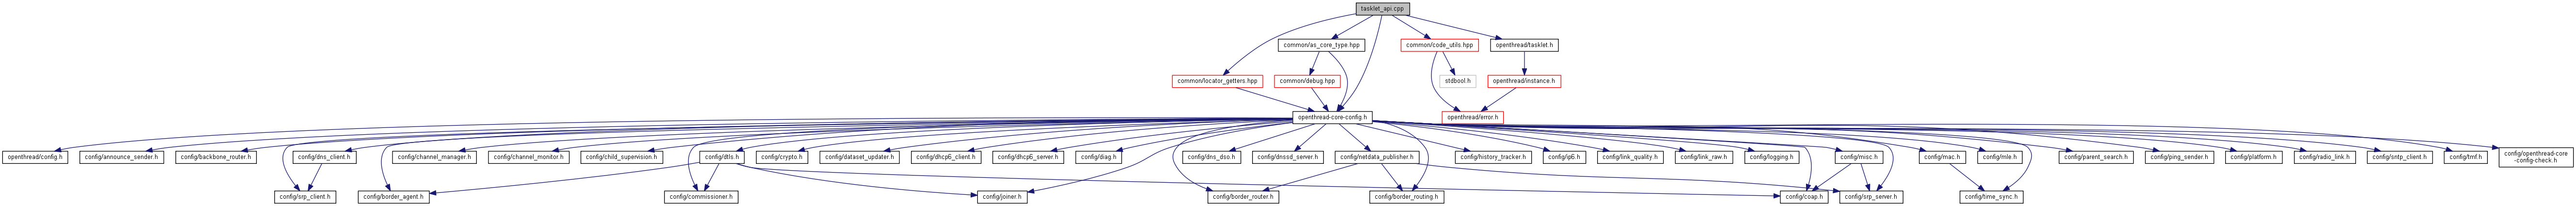 tasklet_api.cpp
common/as_core_type.hpp
common/code_utils.hpp
openthread/tasklet.h
common/locator_getters.hpp
common/debug.hpp
stdbool.h
openthread/instance.h
openthread-core-config.h
openthread/error.h
openthread/config.h
config/announce_sender.h
config/backbone_router.h
config/dns_client.h
config/channel_manager.h
config/channel_monitor.h
config/child_supervision.h
config/dtls.h
config/crypto.h
config/dataset_updater.h
config/dhcp6_client.h
config/dhcp6_server.h
config/diag.h
config/dns_dso.h
config/dnssd_server.h
config/netdata_publisher.h
config/history_tracker.h
config/ip6.h
config/link_quality.h
config/link_raw.h
config/logging.h
config/misc.h
config/mac.h
config/mle.h
config/parent_search.h
config/ping_sender.h
config/platform.h
config/radio_link.h
config/sntp_client.h
config/tmf.h
config/openthread-core
-config-check.h
config/srp_client.h
config/border_agent.h
config/commissioner.h
config/joiner.h
config/border_router.h
config/border_routing.h
config/coap.h
config/srp_server.h
config/time_sync.h